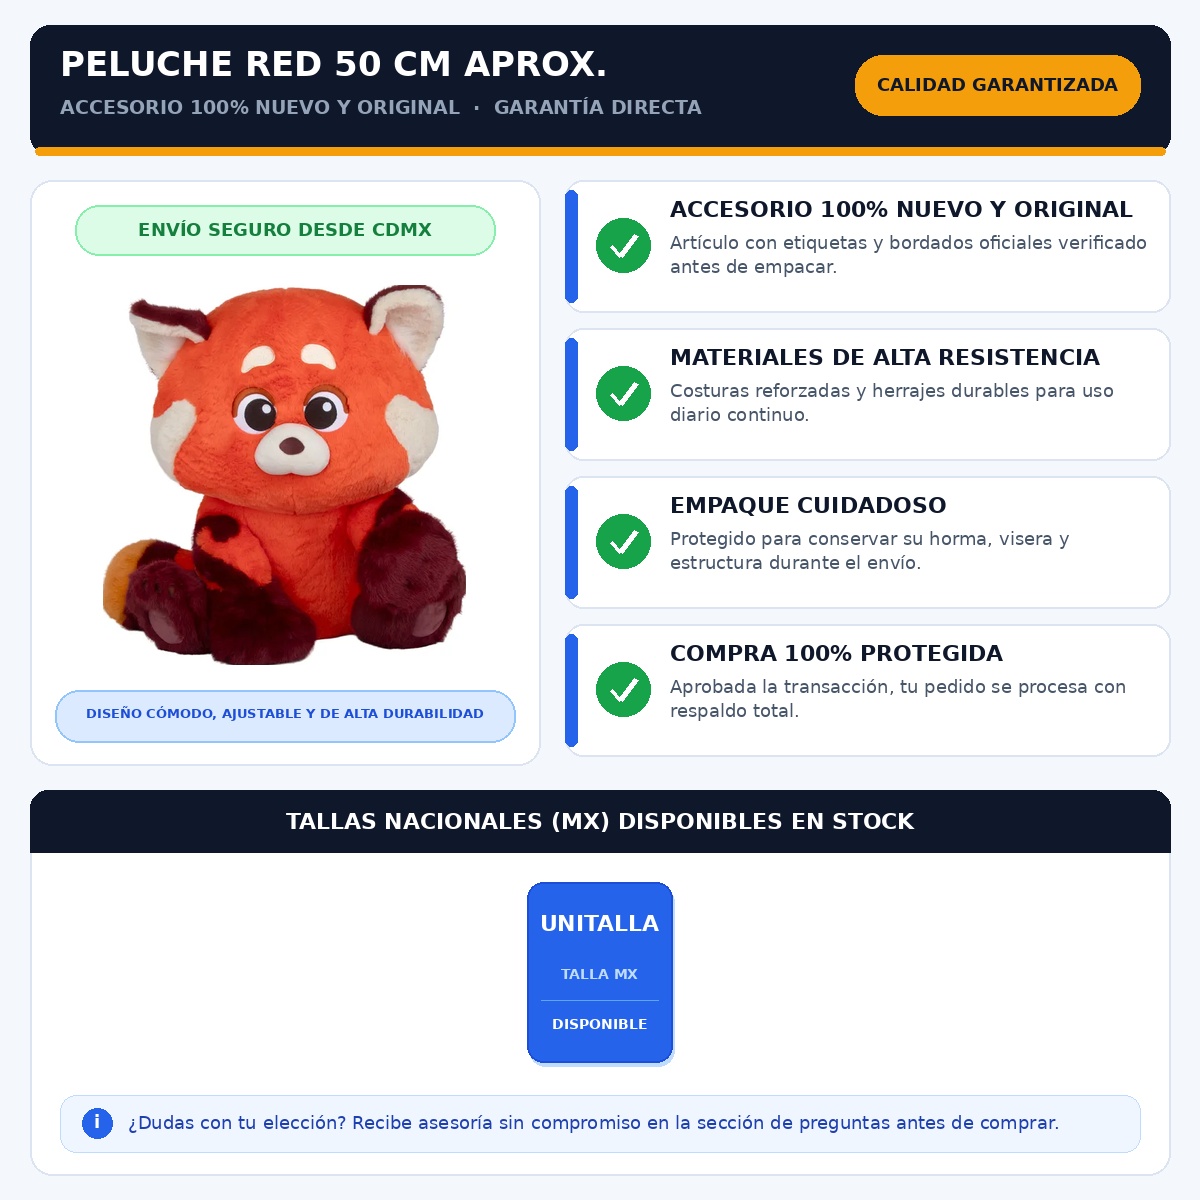 PELUCHE RED 50 CM APROX.
ACCESORIO 100% NUEVO Y ORIGINAL · GARANTÍA DIRECTA
CALIDAD GARANTIZADA
ENVÍO SEGURO DESDE CDMX
DISEÑO CÓMODO, AJUSTABLE Y DE ALTA DURABILIDAD
ACCESORIO 100% NUEVO Y ORIGINAL
Artículo con etiquetas y bordados oficiales verificado
antes de empacar.
MATERIALES DE ALTA RESISTENCIA
Costuras reforzadas y herrajes durables para uso
diario continuo.
EMPAQUE CUIDADOSO
Protegido para conservar su horma, visera y
estructura durante el envío.
COMPRA 100% PROTEGIDA
Aprobada la transacción, tu pedido se procesa con
respaldo total.
TALLAS NACIONALES (MX) DISPONIBLES EN STOCK
UNITALLA
TALLA MX
DISPONIBLE
i ¿Dudas con tu elección? Recibe asesoría sin compromiso en la sección de preguntas antes de comprar.